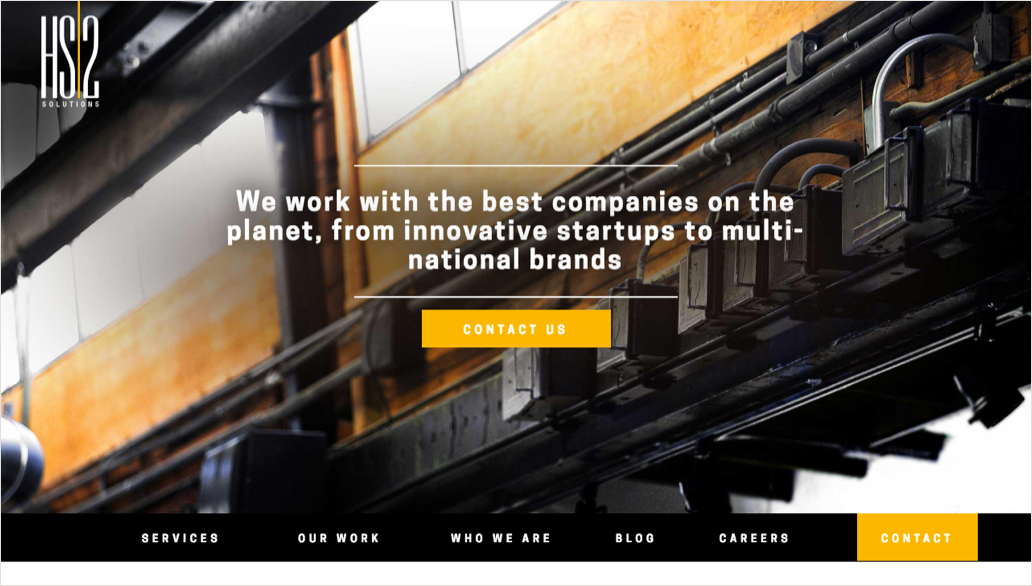 HS2
SOLUTIONS
We work with the best companies on the
planet, from innovative startups to multi-
national brands
CONTACT US
SERVICES
OUR WORK
WHO WE ARE
BLOG
CAREERS
CONTACT